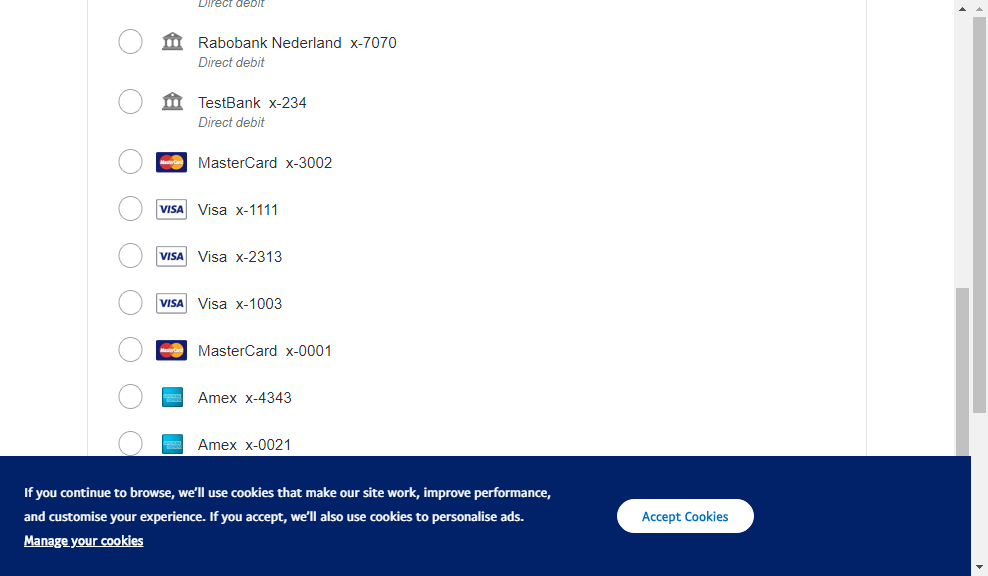 Direct debit
Rabobank Nederland x-7070
Direct debit
TestBank x-234
Direct debit
MasterCard MasterCard x-3002
VISA Visa x-1111
VISA Visa x-2313
VISA Visa x-1003
MasterCard MasterCard x-0001
Amex x-4343
Amex x-0021
If you continue to browse, we'll use cookies that make our site work, improve performance,
and customise your experience. If you accept, we'll also use cookies to personalise ads.
Manage your cookies
Accept Cookies